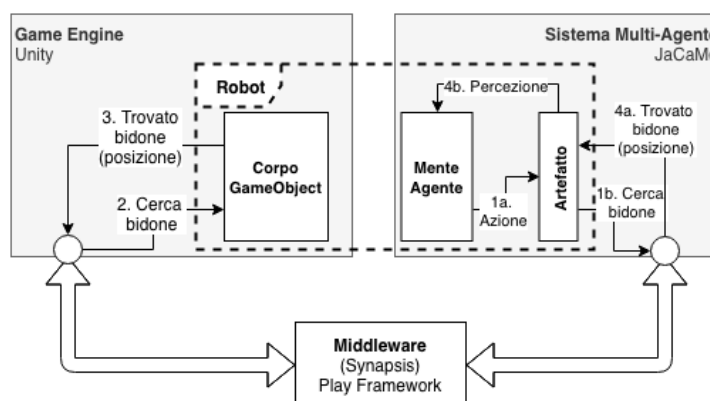 Game Engine
Unity
Sistema Multi-Agente
JaCaMo
Robot
3. Trovato
bidone
(posizione)
2. Cerca
bidone
Corpo
GameObject
4b. Percezione
Mente
Agente
1a.
Azione
Artefatto
4a. Trovato
bidone
(posizione)
1b. Cerca
bidone
Middleware
(Synapsis)
Play Framework